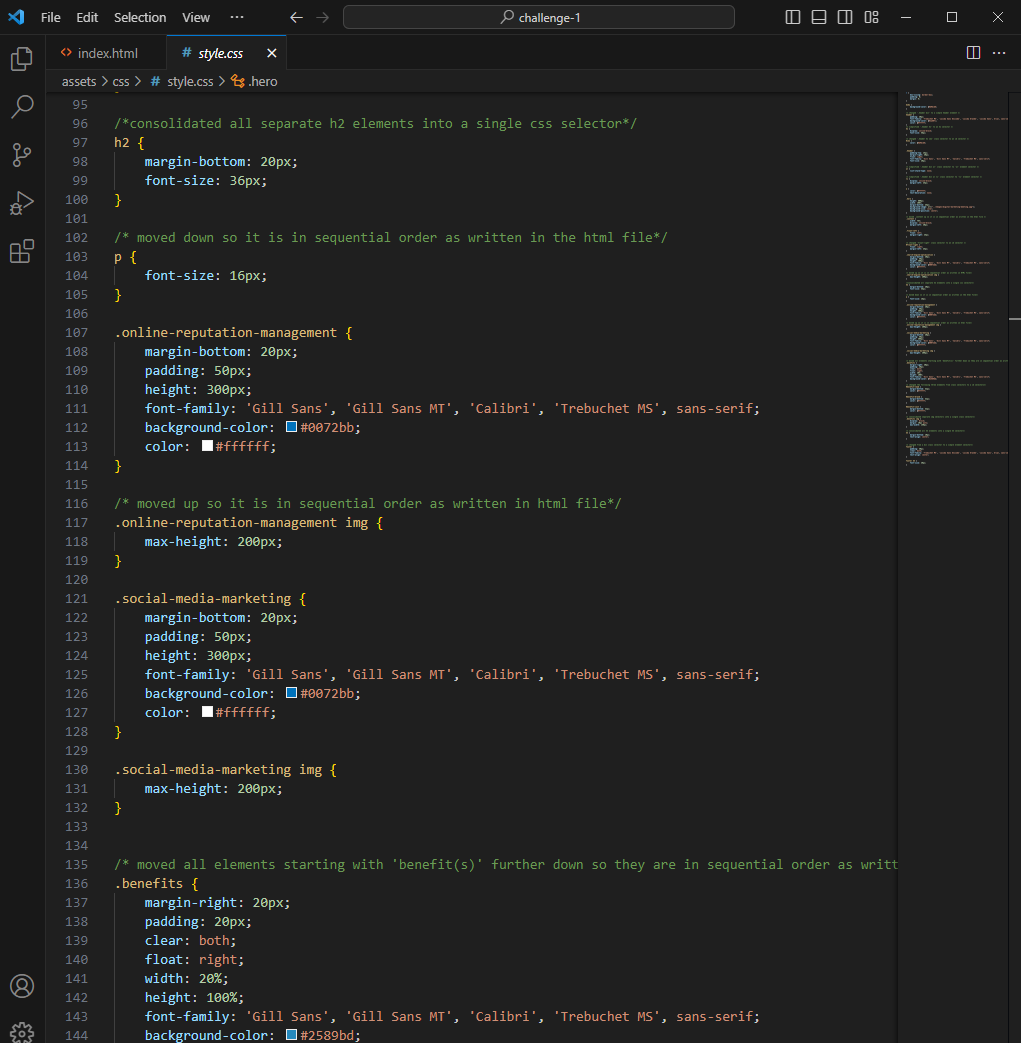 File Edit Selection View ··· challenge-1
index.html style.css
assets > css > # style.css > .hero
95
96 /*consolidated all separate h2 elements into a single css selector*/
97 h2 {
98 margin-bottom: 20px;
99 font-size: 36px;
100 }
101
102 /* moved down so it is in sequential order as written in the html file*/
103 p {
104 font-size: 16px;
105 }
106
107 .online-reputation-management {
108 margin-bottom: 20px;
109 padding: 50px;
110 height: 300px;
111 font-family: 'Gill Sans', 'Gill Sans MT', 'Calibri', 'Trebuchet MS', sans-serif;
112 background-color: #0072bb;
113 color: #ffffff;
114 }
115
116 /* moved up so it is in sequential order as written in html file*/
117 .online-reputation-management img {
118 max-height: 200px;
119 }
120
121 .social-media-marketing {
122 margin-bottom: 20px;
123 padding: 50px;
124 height: 300px;
125 font-family: 'Gill Sans', 'Gill Sans MT', 'Calibri', 'Trebuchet MS', sans-serif;
126 background-color: #0072bb;
127 color: #ffffff;
128 }
129
130 .social-media-marketing img {
131 max-height: 200px;
132 }
133
134
135 /* moved all elements starting with 'benefit(s)' further down so they are in sequential order as writt
136 .benefits {
137 margin-right: 20px;
138 padding: 20px;
139 clear: both;
140 float: right;
141 width: 20%;
142 height: 100%;
143 font-family: 'Gill Sans', 'Gill Sans MT', 'Calibri', 'Trebuchet MS', sans-serif;
144 background-color: #2589bd;